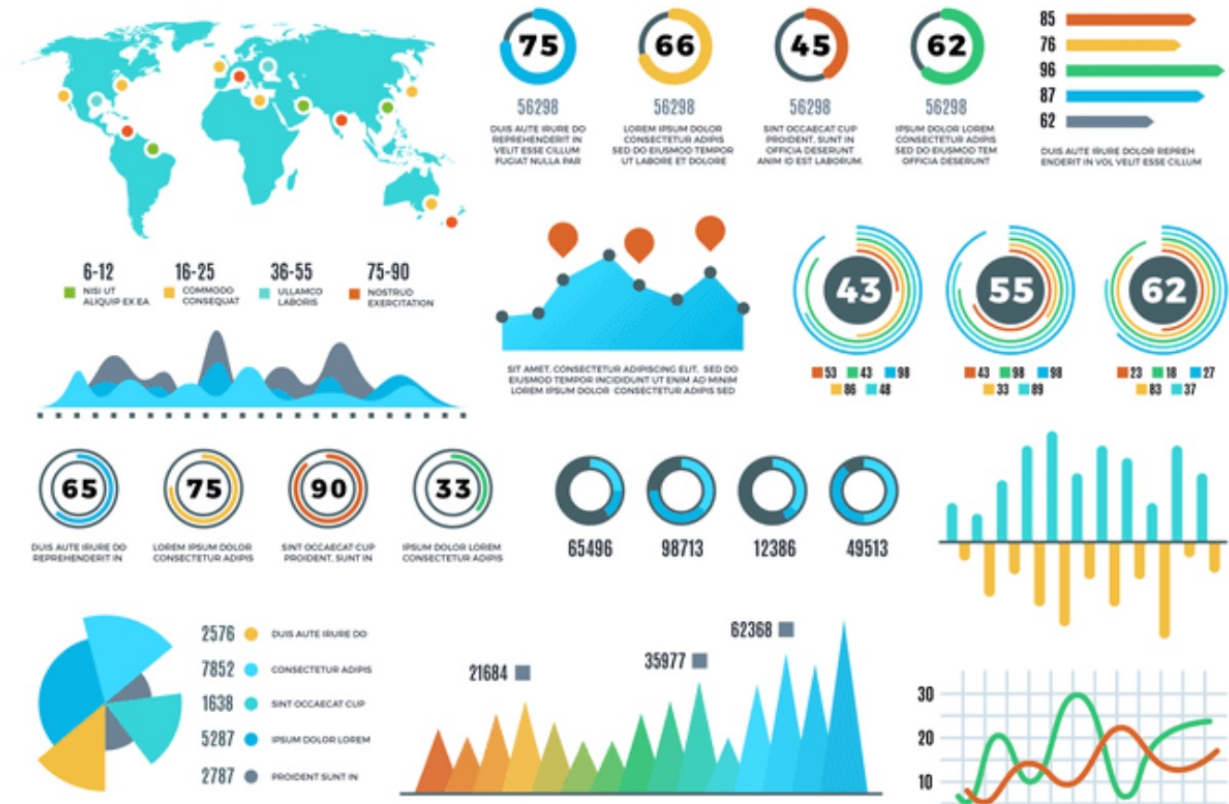 75
56298
DUIS AUTE IRURE DO
REPREHENDERIT IN
VELIT ESSE CILLUM
FUGIAT NULLA PAR
66
56298
LOREM IPSUM DOLOR
CONSECTETUR ADIPIS
SED DO EIUSMOD TEMPOR
UT LABORE ET DOLORE
45
56298
SINT OCCAECAT CUP
PROIDENT, SUNT IN
OFFICIA DESERUNT
ANIM ID EST LABORUM.
62
56298
IPSUM DOLOR LOREM
CONSECTETUR ADIPIS
SED DO EIUSMOD TEM
OFFICIA DESERUNT
85
76
96
87
62
DUIS AUTE IRURE DOLOR REPREH
ENDERIT IN VOL VELIT ESSE CILLUM
6-12
NISI UT
ALIQUIP EX EA
16-25
COMMODO
CONSEQUAT
36-55
ULLAMCO
LABORIS
75-90
NOSTRUD
EXERCITATION
SIT AMET, CONSECTETUR ADIPISCING ELIT, SED DO
EIUSMOD TEMPOR INCIDIDUNT UT ENIM AD MINIM
LOREM IPSUM DOLOR CONSECTETUR ADIPIS SED
43
53 43 98
86 48
55
43 98 98
33 89
62
23 18 27
83 37
65
DUIS AUTE IRURE DO
REPREHENDERIT IN
75
LOREM IPSUM DOLOR
CONSECTETUR ADIPIS
90
SINT OCCAECAT CUP
PROIDENT, SUNT IN
33
IPSUM DOLOR LOREM
CONSECTETUR ADIPIS
65496
98713
12386
49513
2576 DUIS AUTE IRURE DO
7852 CONSECTETUR ADIPIS
1638 SINT OCCAECAT CUP
5287 IPSUM DOLOR LOREM
2787 PROIDENT SUNT IN
21684
35977
62368
30
20
10